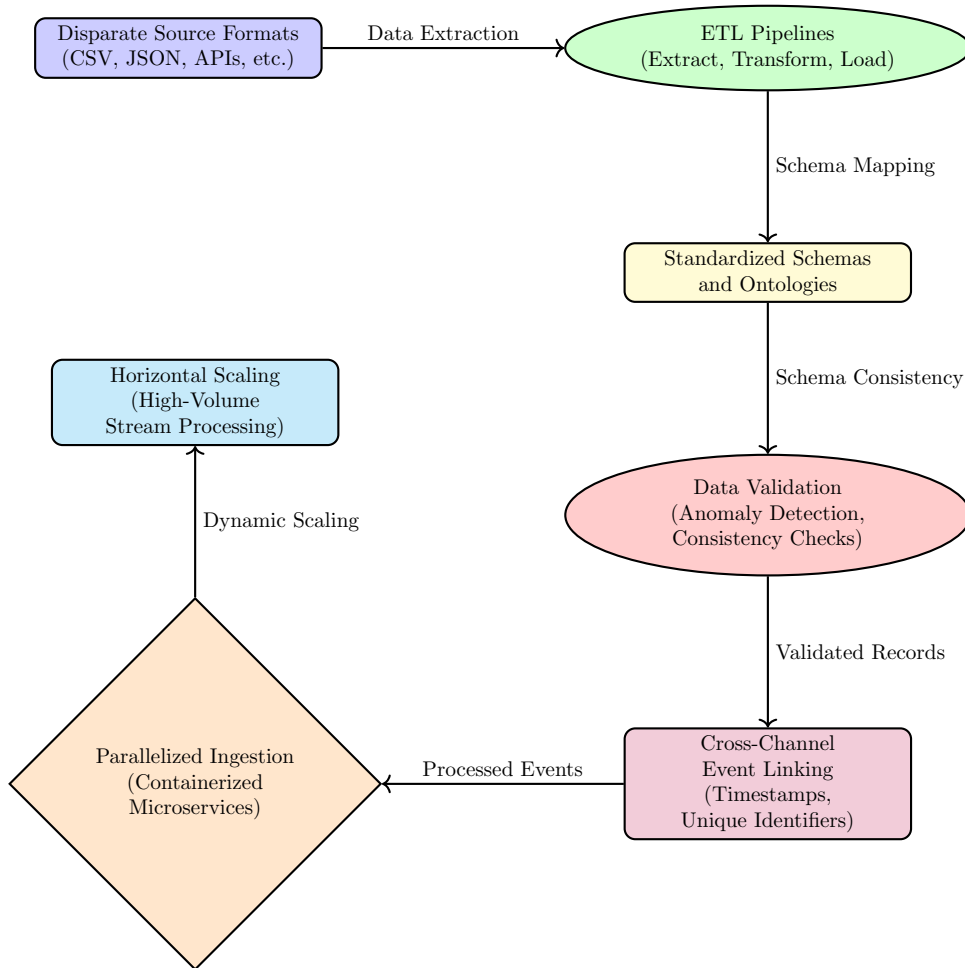 Disparate Source Formats
(CSV, JSON, APIs, etc.)
Data Extraction
ETL Pipelines
(Extract, Transform, Load)
Schema Mapping
Standardized Schemas
and Ontologies
Schema Consistency
Data Validation
(Anomaly Detection,
Consistency Checks)
Validated Records
Cross-Channel
Event Linking
(Timestamps,
Unique Identifiers)
Processed Events
Parallelized Ingestion
(Containerized
Microservices)
Dynamic Scaling
Horizontal Scaling
(High-Volume
Stream Processing)